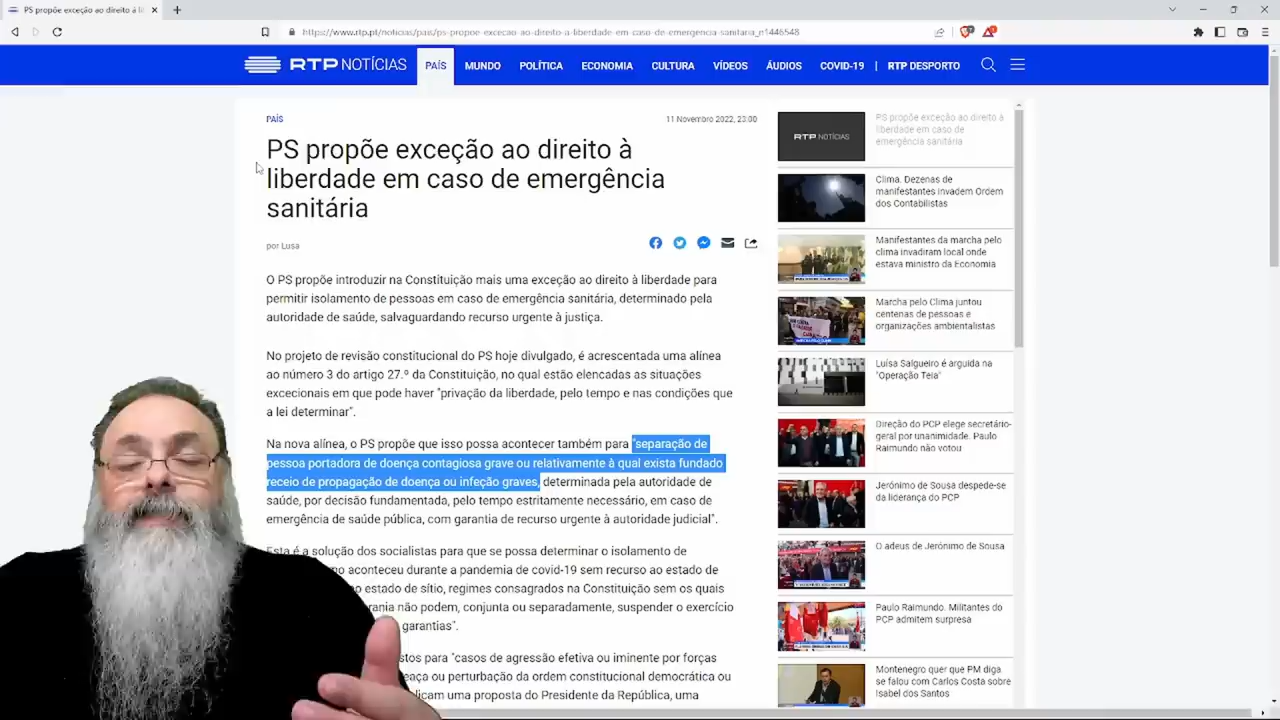 PS propõe exceção ao direito à li
https://www.rtp.pt/noticias/pais/ps-propoe-excecao-ao-direito-a-liberdade-em-caso-de-emergencia-sanitaria_n1446548
RTP NOTÍCIAS
PAÍS
MUNDO
POLÍTICA
ECONOMIA
CULTURA
VÍDEOS
ÁUDIOS
COVID-19
RTP DESPORTO
PAÍS
11 Novembro 2022, 23:00
PS propõe exceção ao direito à
liberdade em caso de emergência
sanitária
por Lusa
O PS propõe introduzir na Constituição mais uma exceção ao direito à liberdade para
permitir isolamento de pessoas em caso de emergência sanitária, determinado pela
autoridade de saúde, salvaguardando recurso urgente à justiça.
No projeto de revisão constitucional do PS hoje divulgado, é acrescentada uma alínea
ao número 3 do artigo 27.º da Constituição, no qual estão elencadas as situações
excecionais em que pode haver "privação da liberdade, pelo tempo e nas condições que
a lei determinar".
Na nova alínea, o PS propõe que isso possa acontecer também para "separação de
pessoa portadora de doença contagiosa grave ou relativamente à qual exista fundado
receio de propagação de doença ou infeção graves, determinada pela autoridade de
saúde, por decisão fundamentada, pelo tempo estritamente necessário, em caso de
emergência de saúde pública, com garantia de recurso urgente à autoridade judicial".
Esta é a solução dos socialistas para que se possa determinar o isolamento de
no aconteceu durante a pandemia de covid-19 sem recurso ao estado de
o estado de sítio, regimes consagrados na Constituição sem os quais
rania não podem, conjunta ou separadamente, suspender o exercício
garantias".
stos para "casos de agressão efetiva ou iminente por forças
eaça ou perturbação da ordem constitucional democrática ou
licam uma proposta do Presidente da República, uma
RTP NOTÍCIAS
PS propõe exceção ao direito à
liberdade em caso de
emergência sanitária
Clima. Dezenas de
manifestantes invadem Ordem
dos Contabilistas
Manifestantes da marcha pelo
clima invadiram local onde
estava ministro da Economia
Marcha pelo Clima juntou
centenas de pessoas e
organizações ambientalistas
Luísa Salgueiro é arguida na
"Operação Teia"
Direção do PCP elege secretário-
geral por unanimidade. Paulo
Raimundo não votou
Jerónimo de Sousa despede-se
da liderança do PCP
O adeus de Jerónimo de Sousa
Paulo Raimundo. Militantes do
PCP admitem surpresa
Montenegro quer que PM diga
se falou com Carlos Costa sobre
Isabel dos Santos